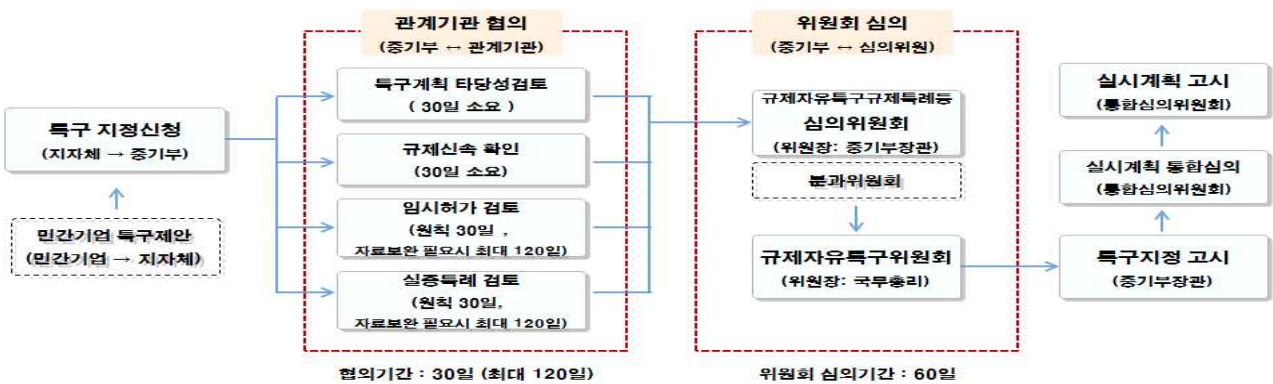 특구 지정신청
(지자체 → 중기부)
민간기업 특구제안
(민간기업 → 지자체)
관계기관 협의
(중기부 ↔ 관계기관)
특구계획 타당성검토
( 30일 소요 )
규제신속 확인
(30일 소요)
임시허가 검토
(원칙 30일 ,
자료보완 필요시 최대 120일)
실증특례 검토
(원칙 30일,
자료보완 필요시 최대 120일)
협의기간 : 30일 (최대 120일)
위원회 심의
(중기부 ↔ 심의위원)
규제자유특구규제특례등
심의위원회
(위원장: 중기부장관)
분과위원회
규제자유특구위원회
(위원장: 국무총리)
위원회 심의기간 : 60일
실시계획 고시
(통합심의위원회)
실시계획 통합심의
(통합심의위원회)
특구지정 고시
(중기부장관)